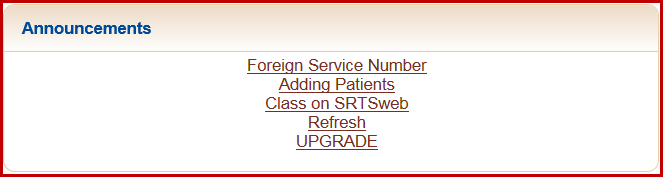 Announcements
Foreign Service Number
Adding Patients
Class on SRTSweb
Refresh
UPGRADE